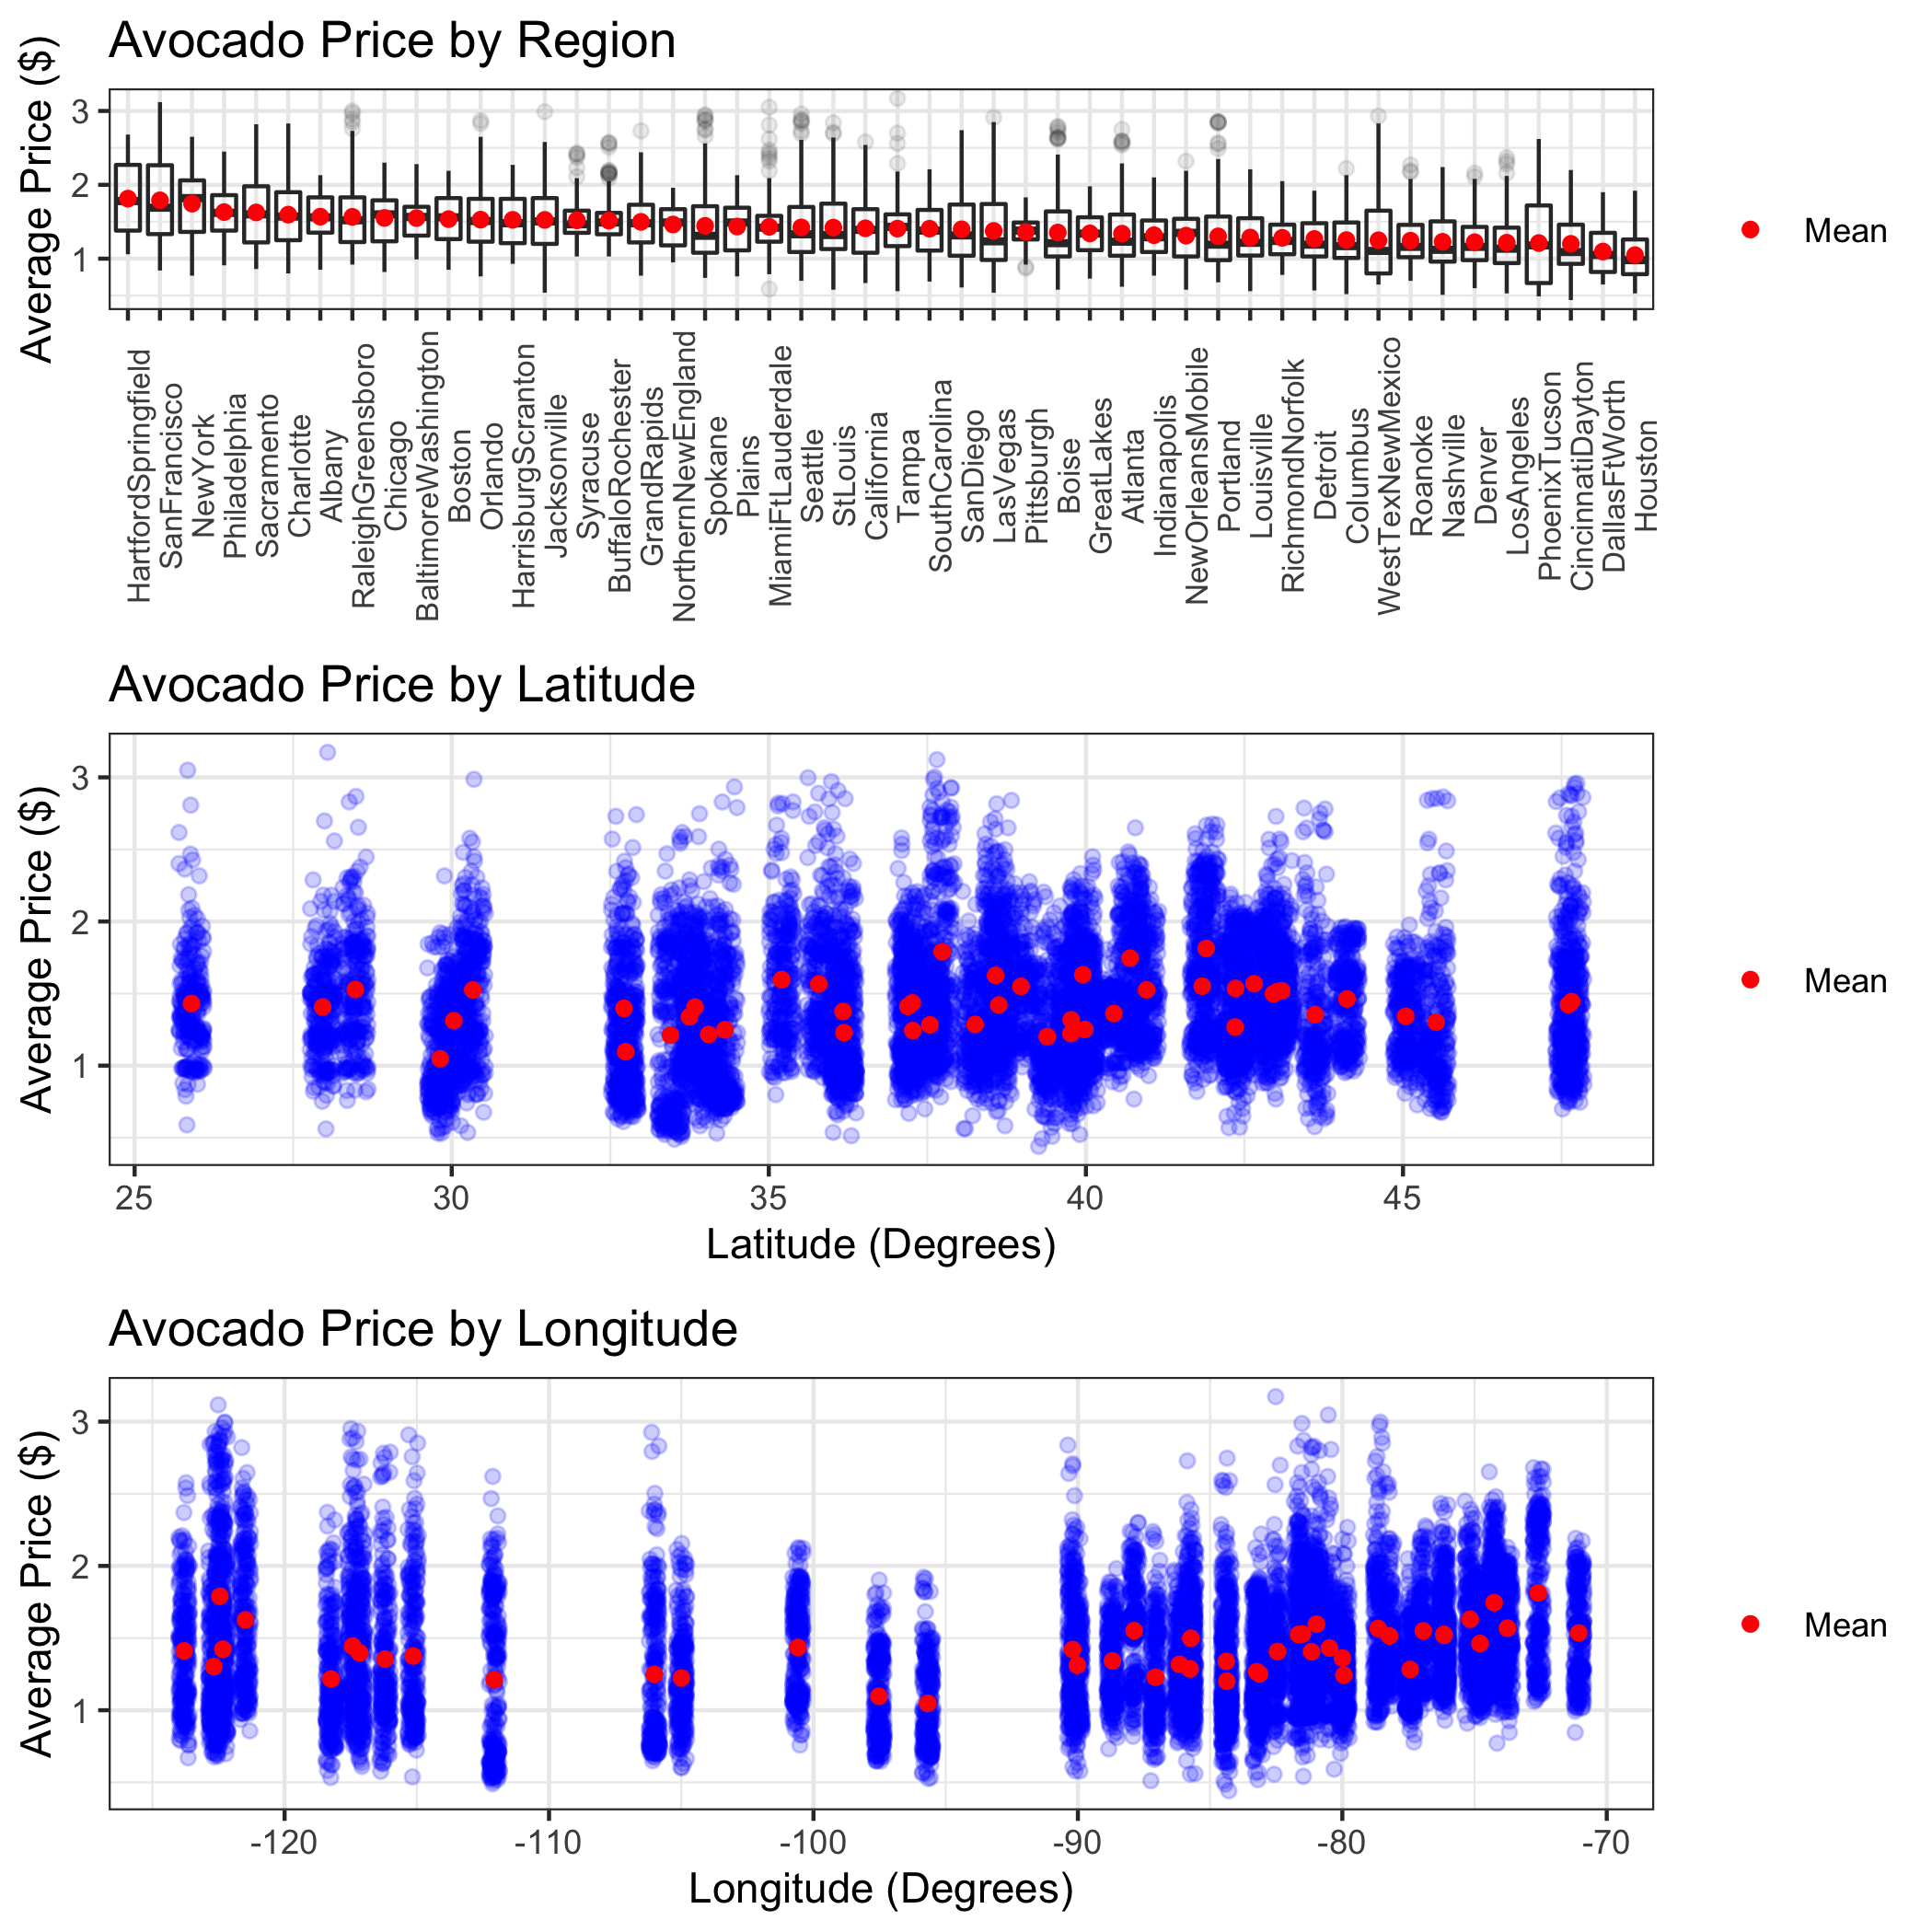 Avocado Price by Region
Average Price ($)
3
2
1
HartfordSpringfield
SanFrancisco
NewYork
Philadelphia
Sacramento
Charlotte
Albany
RaleighGreensboro
Chicago
BaltimoreWashington
Boston
Orlando
HarrisburgScranton
Jacksonville
Syracuse
BuffaloRochester
GrandRapids
NorthernNewEngland
Spokane
Plains
MiamiFtLauderdale
Seattle
StLouis
California
Tampa
SouthCarolina
SanDiego
LasVegas
Pittsburgh
Boise
GreatLakes
Atlanta
Indianapolis
NewOrleansMobile
Portland
Louisville
RichmondNorfolk
Detroit
Columbus
WestTexNewMexico
Roanoke
Nashville
Denver
LosAngeles
PhoenixTucson
CincinnatiDayton
DallasFtWorth
Houston
Mean
Avocado Price by Latitude
Average Price ($)
3
2
1
25 30 35 40 45
Latitude (Degrees)
Mean
Avocado Price by Longitude
Average Price ($)
3
2
1
-120 -110 -100 -90 -80 -70
Longitude (Degrees)
Mean